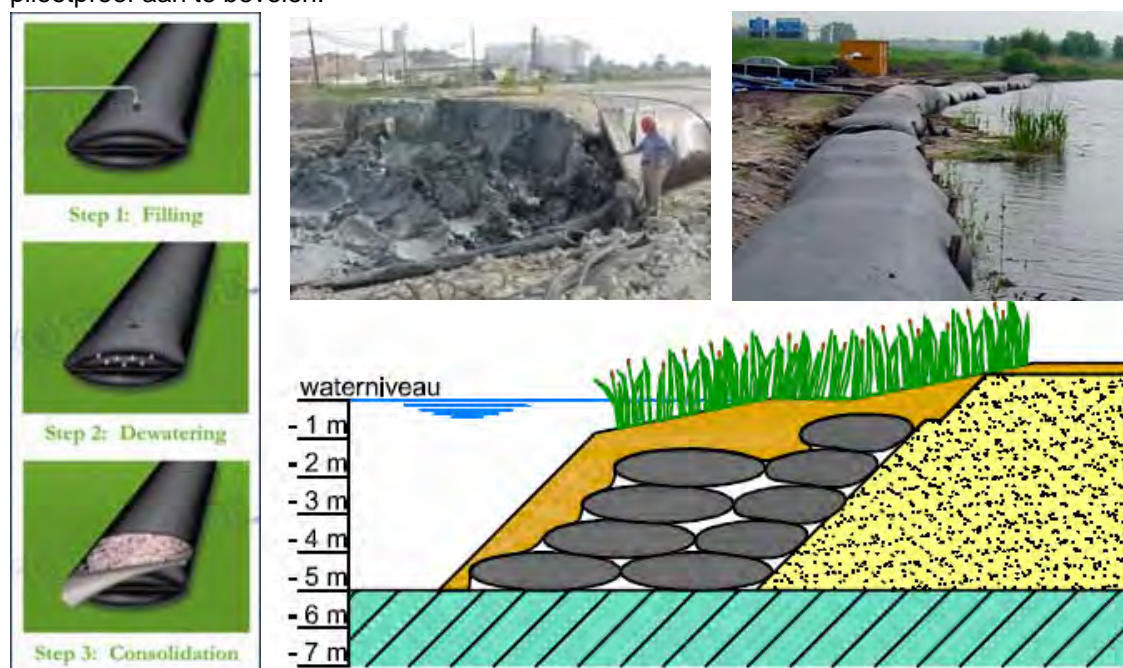 pilootproef aan te bevelen.
Step 1: Filling
Step 2: Dewatering
Step 3: Consolidation
waterniveau
- 1 m
- 2 m
- 3 m
- 4 m
- 5 m
- 6 m
- 7 m